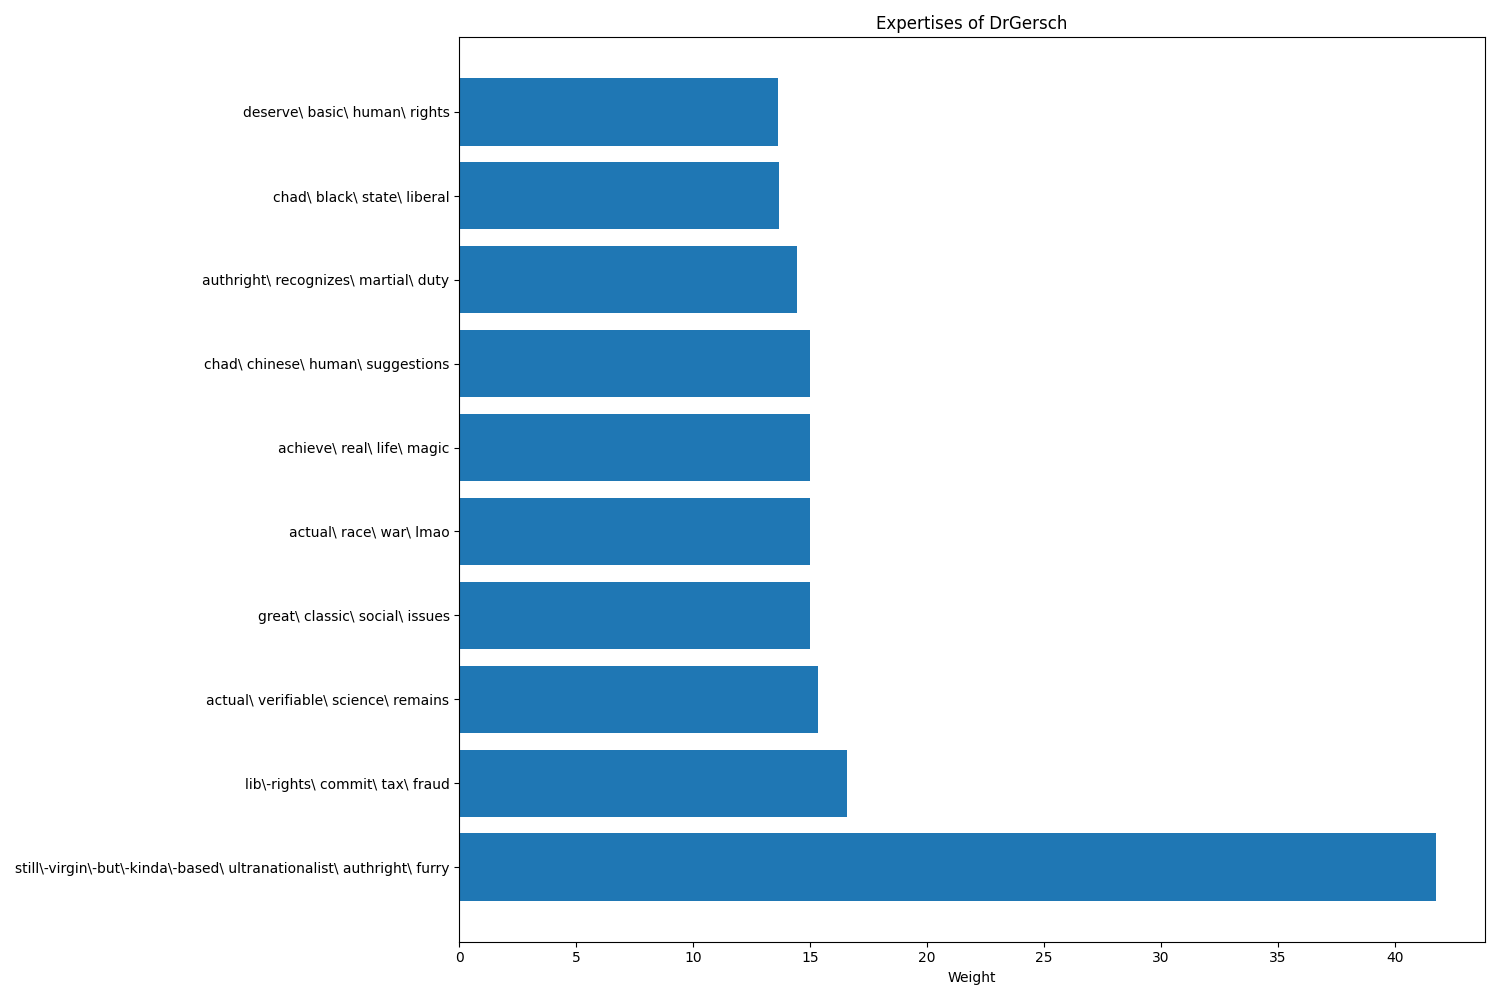 Expertises of DrGersch
deserve\ basic\ human\ rights
chad\ black\ state\ liberal
authright\ recognizes\ martial\ duty
chad\ chinese\ human\ suggestions
achieve\ real\ life\ magic
actual\ race\ war\ lmao
great\ classic\ social\ issues
actual\ verifiable\ science\ remains
lib\-rights\ commit\ tax\ fraud
still\-virgin\-but\-kinda\-based\ ultranationalist\ authright\ furry
0 5 10 15 20 25 30 35 40
Weight